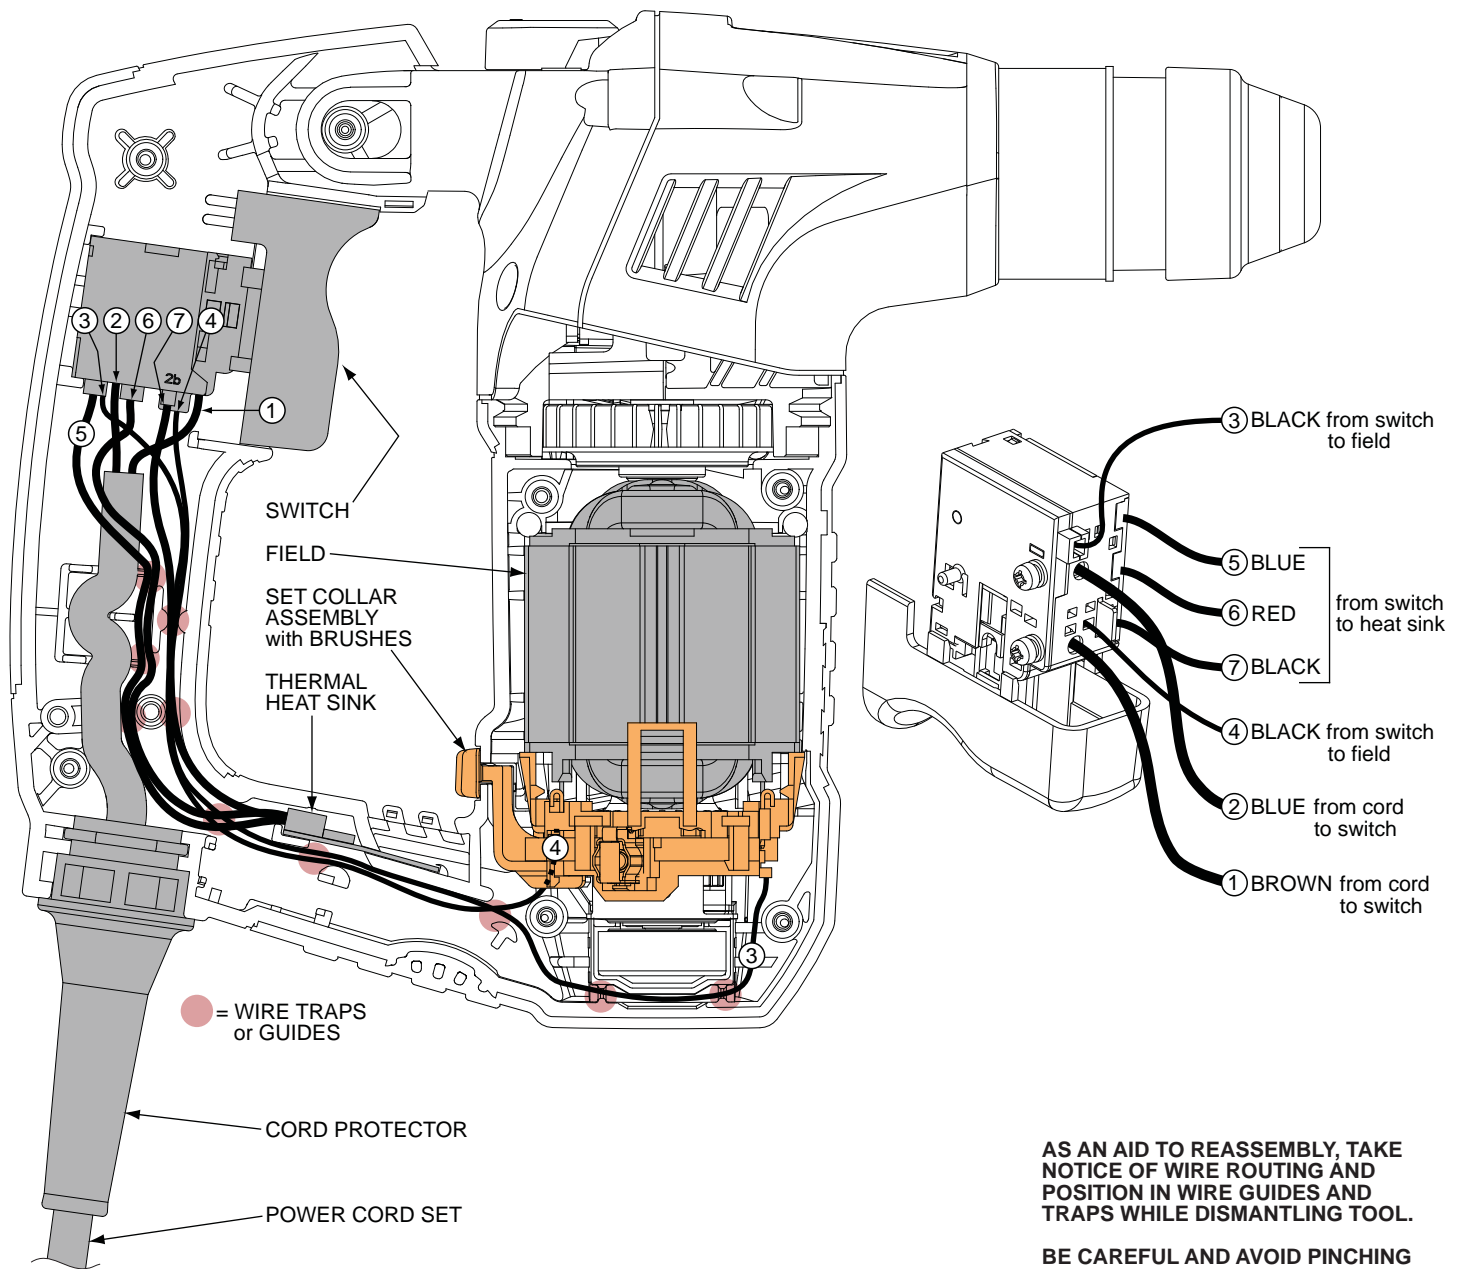 3 2 6 7 4
2b
1
5
SWITCH
FIELD
SET COLLAR
ASSEMBLY
with BRUSHES
THERMAL
HEAT SINK
4
3
= WIRE TRAPS
or GUIDES
CORD PROTECTOR
POWER CORD SET
3 BLACK from switch
to field
5 BLUE
6 RED
7 BLACK
from switch
to heat sink
4 BLACK from switch
to field
2 BLUE from cord
to switch
1 BROWN from cord
to switch
AS AN AID TO REASSEMBLY, TAKE
NOTICE OF WIRE ROUTING AND
POSITION IN WIRE GUIDES AND
TRAPS WHILE DISMANTLING TOOL.
BE CAREFUL AND AVOID PINCHING